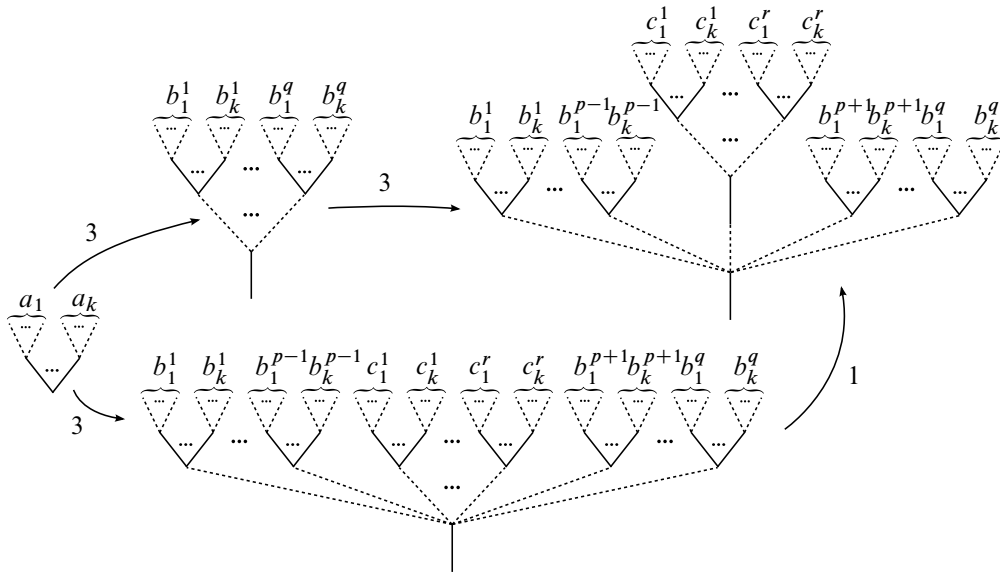 c_1^1 c_k^1 c_1^r c_k^r
... ... ... ...
... ... ...
b_1^1 b_k^1 b_1^q b_k^q
... ... ... ...
... ... ...
...
b_1^1 b_k^1 b_1^{p-1} b_k^{p-1} ... b_1^{p+1} b_k^{p+1} b_1^q b_k^q
... ... ... ... ... ... ... ...
... ... ... ... ... ...
3
3
a_1 a_k
... ...
...
3
b_1^1 b_k^1 b_1^{p-1} b_k^{p-1} c_1^1 c_k^1 c_1^r c_k^r b_1^{p+1} b_k^{p+1} b_1^q b_k^q
... ... ... ... ... ... ... ... ... ... ... ...
... ... ... ... ... ... ... ... ...
...
1